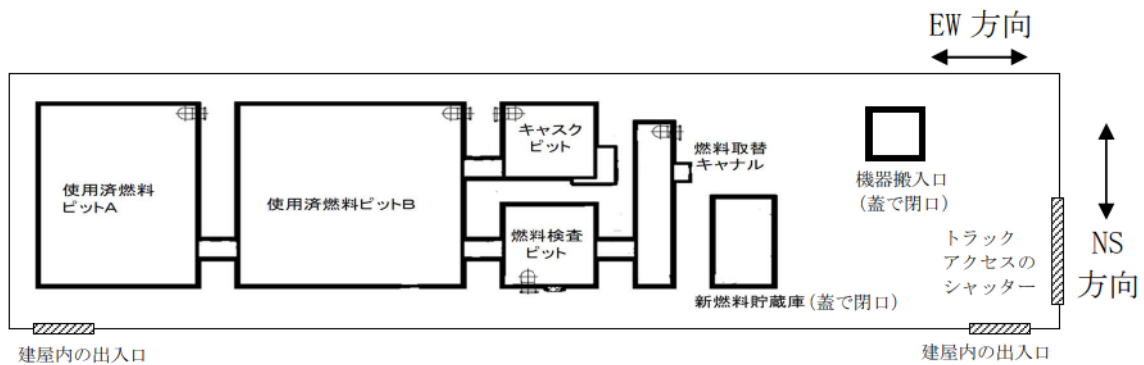 EW 方向
キャスク
ピット
燃料取替
キャナル
使用済燃料
ピットA
使用済燃料ピットB
機器搬入口
(蓋で閉口)
燃料検査
ピット
トラック
アクセスの
シャッター
NS
方向
新燃料貯蔵庫(蓋で閉口)
建屋内の出入口
建屋内の出入口